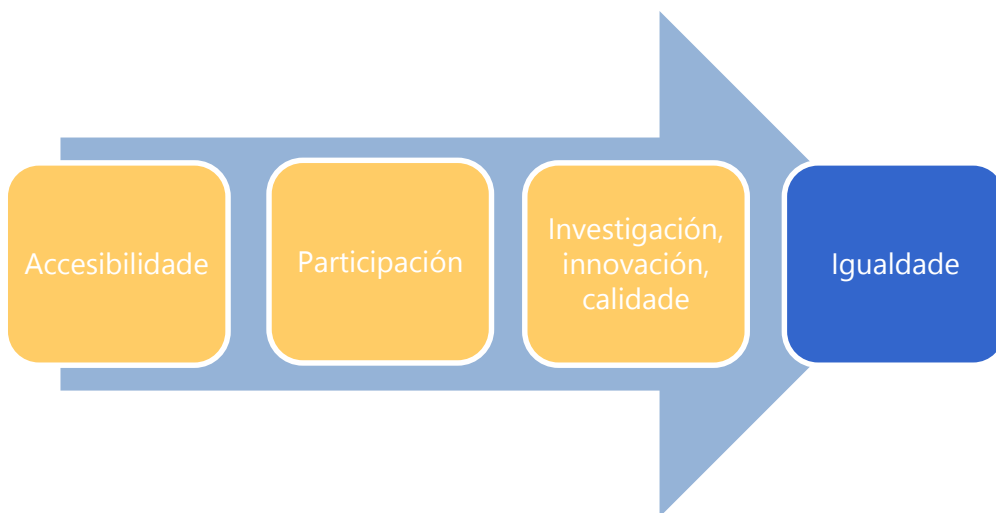 Accesibilidade
Participación
Investigación,
innovación,
calidade
Igualdade